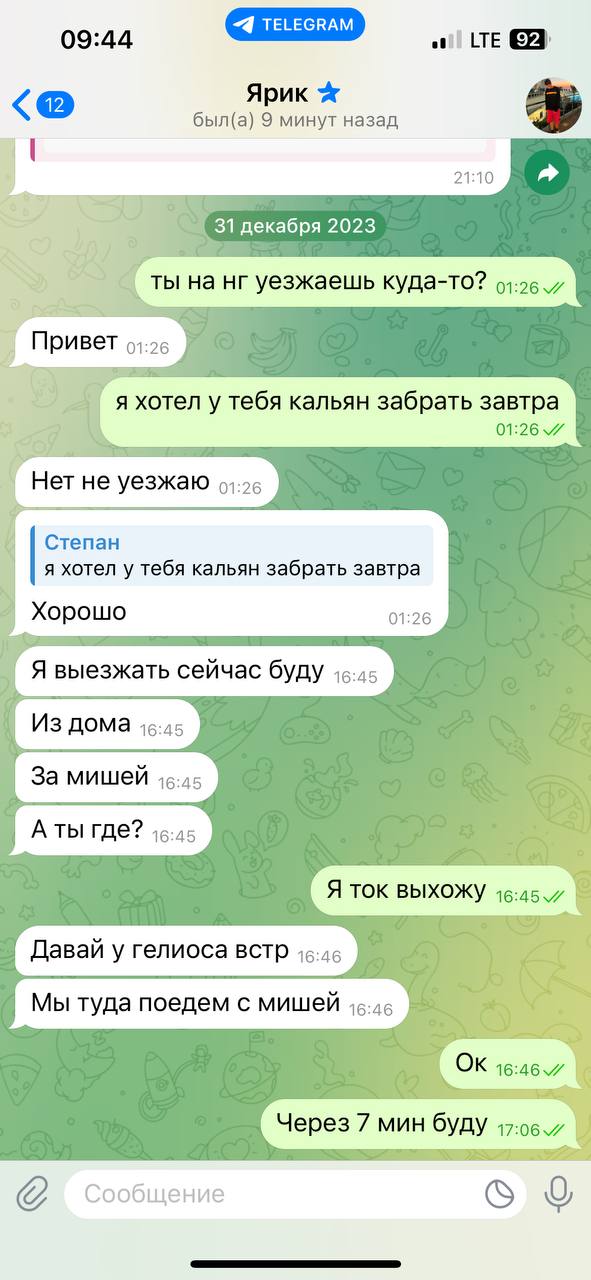 09:44
TELEGRAM
LTE
92
12
Ярик
был(а) 9 минут назад
21:10
31 декабря 2023
ты на нг уезжаешь куда-то? 01:26
Привет 01:26
я хотел у тебя кальян забрать завтра
01:26
Нет не уезжаю 01:26
Степан
я хотел у тебя кальян забрать завтра
Хорошо 01:26
Я выезжать сейчас буду 16:45
Из дома 16:45
За мишей 16:45
А ты где? 16:45
Я ток выхожу 16:45
Давай у гелиоса встр 16:46
Мы туда поедем с мишей 16:46
Ок 16:46
Через 7 мин буду 17:06
Сообщение